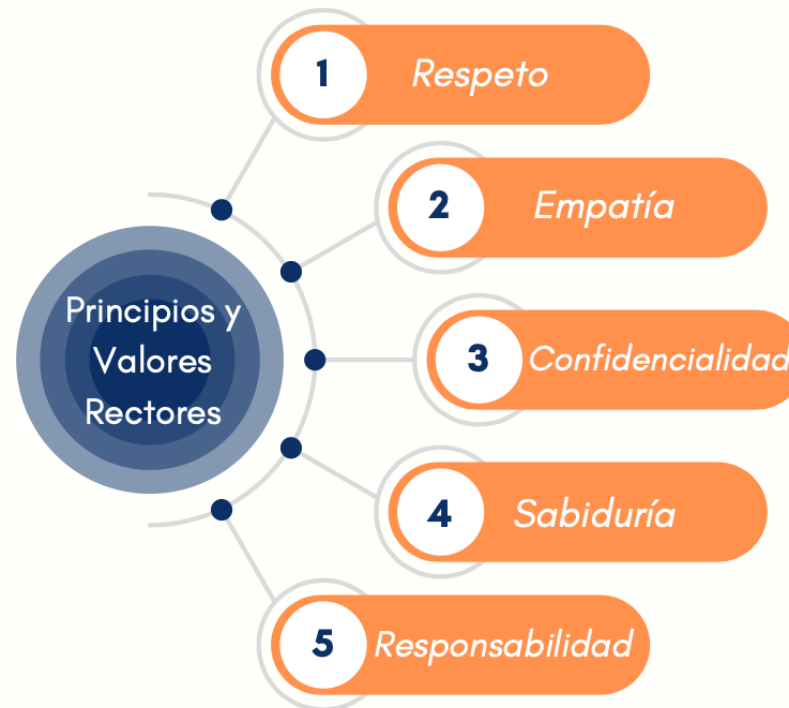 Principios y
Valores
Rectores
1 Respeto
2 Empatía
3 Confidencialidad
4 Sabiduría
5 Responsabilidad